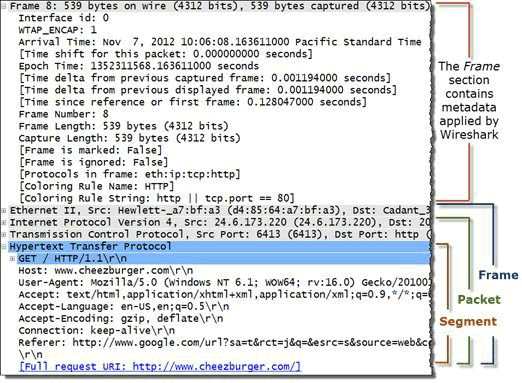 Frame 8: 539 bytes on wire (4312 bits), 539 bytes captured (4312 bits)
Interface id: 0
WTAP_ENCAP: 1
Arrival Time: Nov  7, 2012 10:06:08.163611000 Pacific Standard Time
[Time shift for this packet: 0.000000000 seconds]
Epoch Time: 1352311568.163611000 seconds
[Time delta from previous captured frame: 0.001194000 seconds]
[Time delta from previous displayed frame: 0.001194000 seconds]
[Time since reference or first frame: 0.128047000 seconds]
Frame Number: 8
Frame Length: 539 bytes (4312 bits)
Capture Length: 539 bytes (4312 bits)
[Frame is marked: False]
[Frame is ignored: False]
[Protocols in frame: eth:ip:tcp:http]
[Coloring Rule Name: HTTP]
[Coloring Rule String: http || tcp.port == 80]
Ethernet II, Src: Hewlett-_a7:bf:a3 (d4:85:64:a7:bf:a3), Dst: Cadant_3
Internet Protocol Version 4, Src: 24.6.173.220 (24.6.173.220), Dst:
Transmission Control Protocol, Src Port: 6413 (6413), Dst Port: http (
Hypertext Transfer Protocol
GET / HTTP/1.1\r\n
Host: www.cheezburger.com\r\n
User-Agent: Mozilla/5.0 (Windows NT 6.1; WOW64; rv:16.0) Gecko/20100
Accept: text/html,application/xhtml+xml,application/xml;q=0.9,*/*;q=
Accept-Language: en-US,en;q=0.5\r\n
Accept-Encoding: gzip, deflate\r\n
Connection: keep-alive\r\n
Referer: http://www.google.com/url?sa=t&rct=j&q=&esrc=s&source=web&c
\r\n
[Full request URI: http://www.cheezburger.com/]
The Frame
section
contains
metadata
applied by
Wireshark
Frame
Packet
Segment